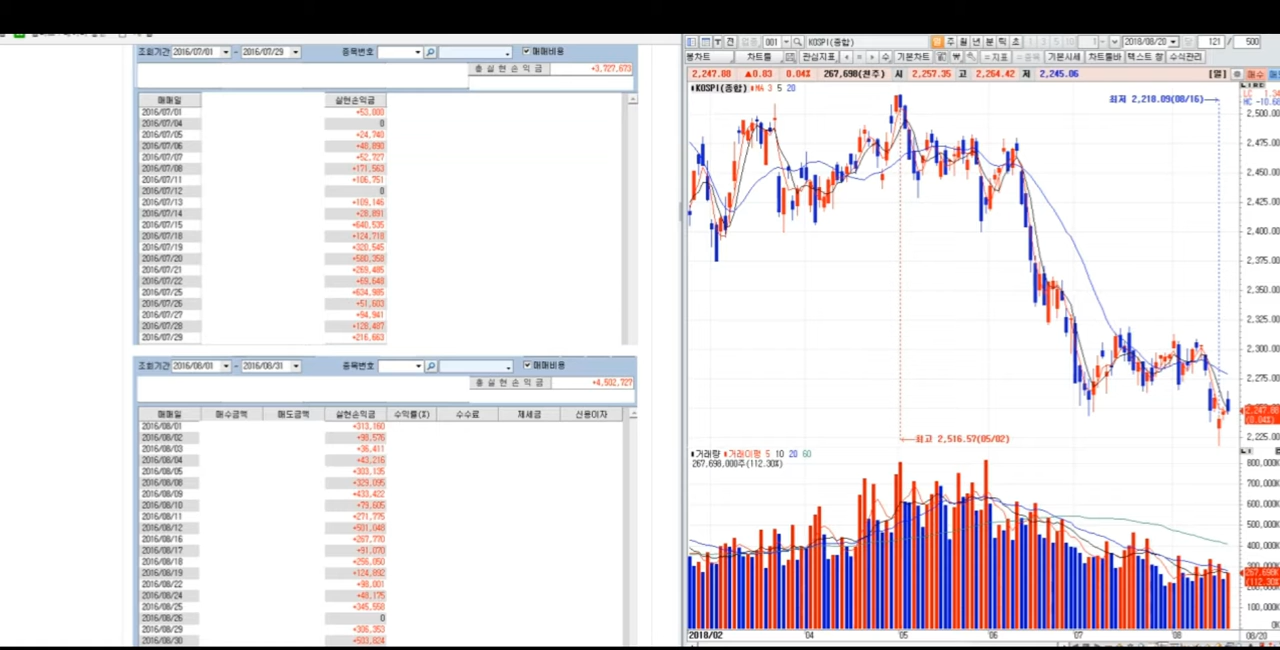 조회기간 2016/07/01 ~ 2016/07/29 종목번호 매매비용
총 실 현 손 익 금 +3,727,673
매매일 실현손익금
2016/07/01 +53,000
2016/07/04 0
2016/07/05 +24,740
2016/07/06 +48,890
2016/07/07 +52,727
2016/07/08 +171,563
2016/07/11 +106,751
2016/07/12 0
2016/07/13 +109,146
2016/07/14 +28,891
2016/07/15 +640,535
2016/07/18 +124,718
2016/07/19 +320,545
2016/07/20 +580,358
2016/07/21 +269,485
2016/07/22 +69,648
2016/07/25 +634,985
2016/07/26 +51,603
2016/07/27 +94,941
2016/07/28 +128,487
2016/07/29 +216,663
조회기간 2016/08/01 ~ 2016/08/31 종목번호 매매비용
총 실 현 손 익 금 +4,502,727
매매일 매수금액 매도금액 실현손익금 수익률(%) 수수료 제세금 신용이자
2016/08/01 +313,160
2016/08/02 +98,576
2016/08/03 +36,411
2016/08/04 +43,216
2016/08/05 +303,135
2016/08/08 +329,095
2016/08/09 +433,422
2016/08/10 +79,605
2016/08/11 +271,775
2016/08/12 +501,048
2016/08/16 +267,770
2016/08/17 +91,070
2016/08/18 +256,050
2016/08/19 +124,892
2016/08/22 +98,001
2016/08/24 +48,175
2016/08/25 +345,558
2016/08/26 0
2016/08/29 +306,353
2016/08/30 +503,824
001 KOSPI(종합) 주 월 년 분 틱 초 2018/08/20 121 / 500
봉차트 차트툴 관심지표 기본차트 기본시세 차트툴바 텍스트 창 수식관리
2,247.88 ▲0.83 0.04% 267,698(천주) 시 2,257.35 고 2,264.42 저 2,245.06
KOSPI(종합) MA 3 5 20
최저 2,218.09(08/16)
2,500.00
2,475.00
2,450.00
2,425.00
2,400.00
2,375.00
2,350.00
2,325.00
2,300.00
2,275.00
2,247.88
(0.04%)
2,225.00
최고 2,516.57(05/02)
거래량 거래이평 5 10 20 60
267,698,000주(112.30%)
800,000K
700,000K
600,000K
500,000K
400,000K
300,000K
100,000K
2018/02 04 05 06 07 08 08/20